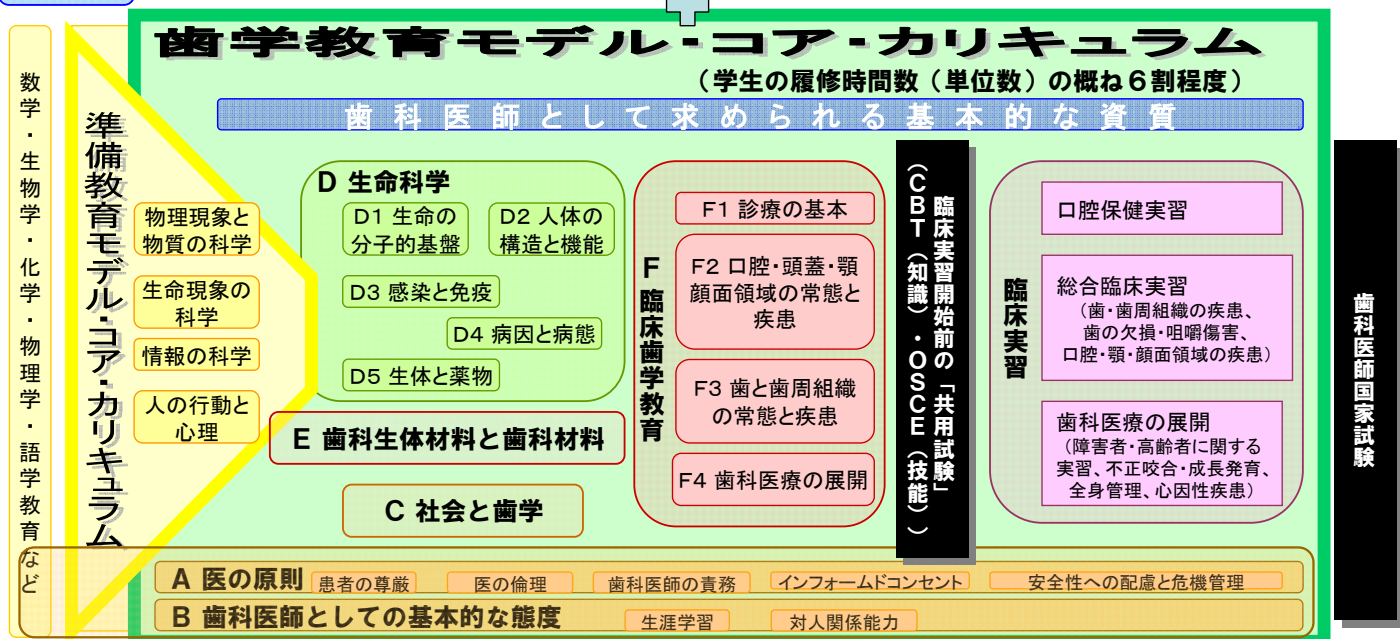 歯学教育モデル・コア・カリキュラム
(学生の履修時間数(単位数)の概ね6割程度)
歯科医師として求められる基本的な資質
数学・生物学・化学・物理学・語学教育など
準備教育モデル・コア・カリキュラム
物理現象と
物質の科学
生命現象の
科学
情報の科学
人の行動と
心理
D 生命科学
D1 生命の
分子的基盤
D2 人体の
構造と機能
D3 感染と免疫
D4 病因と病態
D5 生体と薬物
E 歯科生体材料と歯科材料
C 社会と歯学
F 臨床歯学教育
F1 診療の基本
F2 口腔・頭蓋・顎
顔面領域の常態と
疾患
F3 歯と歯周組織
の常態と疾患
F4 歯科医療の展開
臨床実習開始前の「共用試験」
(CBT(知識)・OSCE(技能))
臨床実習
口腔保健実習
総合臨床実習
(歯・歯周組織の疾患、
歯の欠損・咀嚼傷害、
口腔・顎・顔面領域の疾患)
歯科医療の展開
(障害者・高齢者に関する
実習、不正咬合・成長発育、
全身管理、心因性疾患)
歯科医師国家試験
A 医の原則
患者の尊厳
医の倫理
歯科医師の責務
インフォームドコンセント
安全性への配慮と危機管理
B 歯科医師としての基本的な態度
生涯学習
対人関係能力